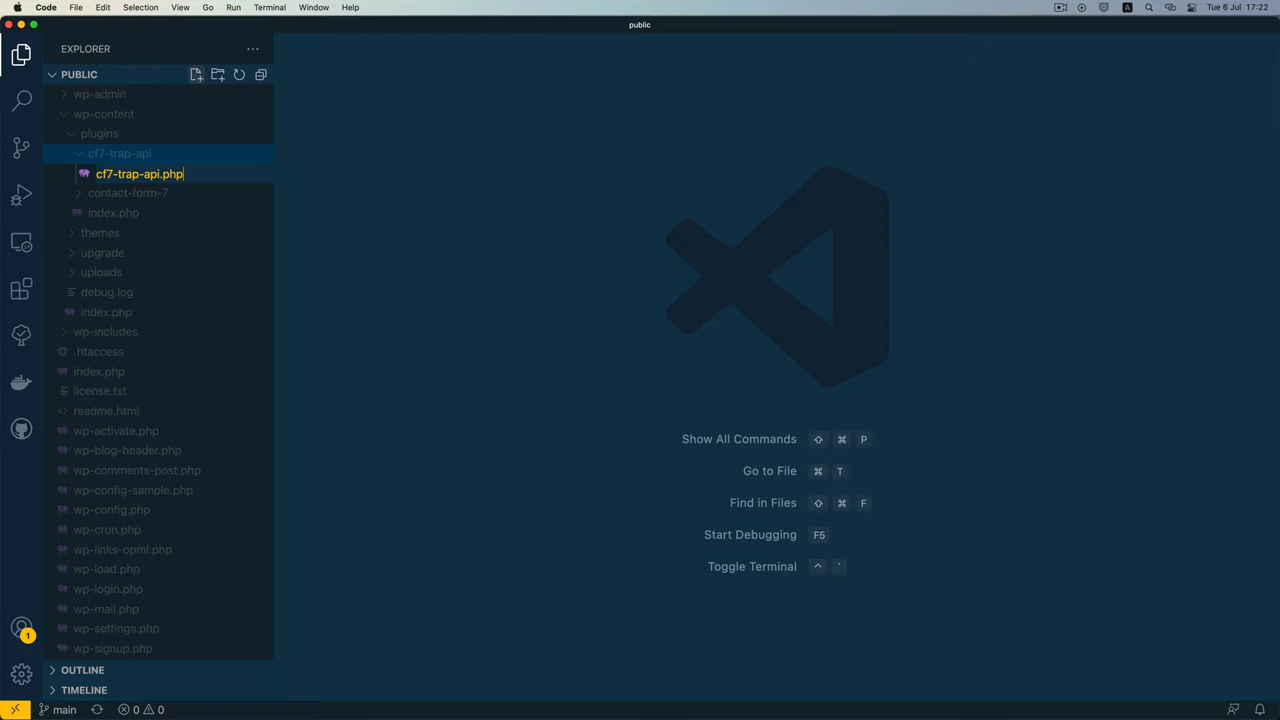 Code File Edit Selection View Go Run Terminal Window Help A Tue 6 Jul 17:22
public
EXPLORER ...
PUBLIC
wp-admin
wp-content
plugins
cf7-trap-api
cf7-trap-api.php
contact-form-7
index.php
themes
upgrade
uploads
debug.log
index.php
wp-includes
.htaccess
index.php
license.txt
readme.html
wp-activate.php
wp-blog-header.php
wp-comments-post.php
wp-config-sample.php
wp-config.php
wp-cron.php
wp-links-opml.php
wp-load.php
wp-login.php
wp-mail.php
wp-settings.php
wp-signup.php
OUTLINE
TIMELINE
Show All Commands ⇧ ⌘ P
Go to File ⌘ T
Find in Files ⇧ ⌘ F
Start Debugging F5
Toggle Terminal ^ `
1
main 0 0